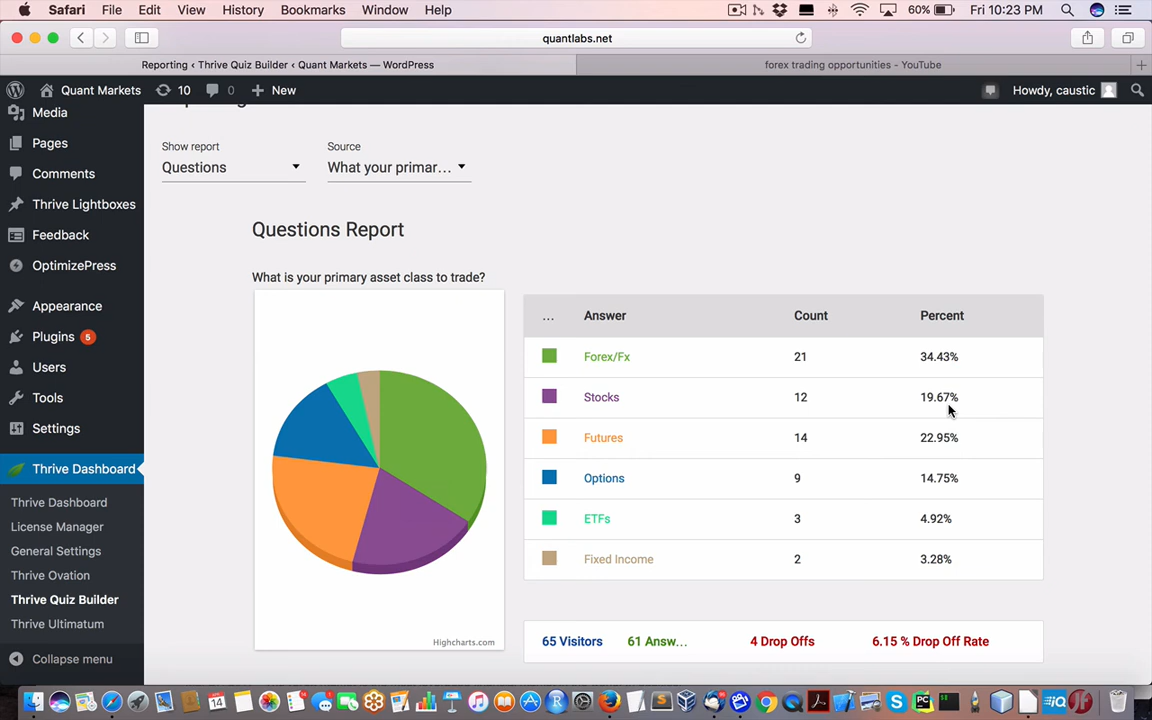 Safari File Edit View History Bookmarks Window Help 60% Fri 10:23 PM
quantlabs.net
Reporting ‹ Thrive Quiz Builder ‹ Quant Markets — WordPress forex trading opportunities - YouTube
Quant Markets 10 0 New Howdy, caustic
Media
Pages
Comments
Thrive Lightboxes
Feedback
OptimizePress
Appearance
Plugins 5
Users
Tools
Settings
Thrive Dashboard
Thrive Dashboard
License Manager
General Settings
Thrive Ovation
Thrive Quiz Builder
Thrive Ultimatum
Collapse menu
Show report Source
Questions What your primar...
Questions Report
What is your primary asset class to trade?
... Answer Count Percent
Forex/Fx 21 34.43%
Stocks 12 19.67%
Futures 14 22.95%
Options 9 14.75%
ETFs 3 4.92%
Fixed Income 2 3.28%
Highcharts.com
65 Visitors 61 Answ... 4 Drop Offs 6.15 % Drop Off Rate